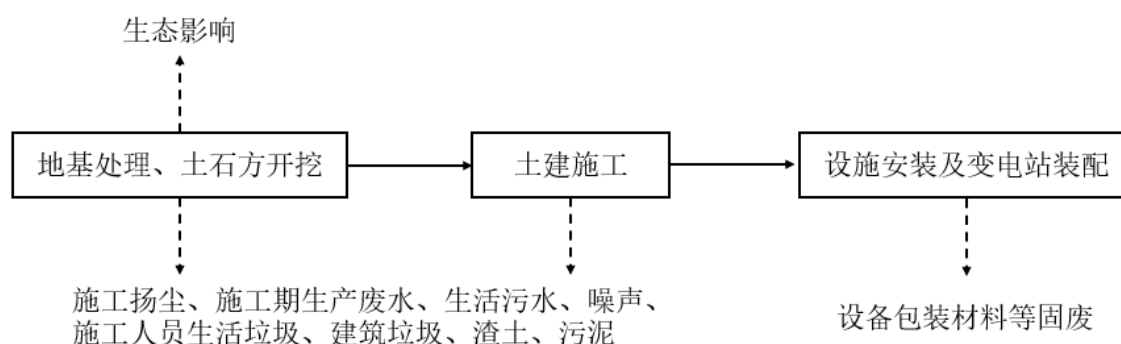 生态影响
地基处理、土石方开挖
土建施工
设施安装及变电站装配
施工扬尘、施工期生产废水、生活污水、噪声、
施工人员生活垃圾、建筑垃圾、渣土、污泥
设备包装材料等固废